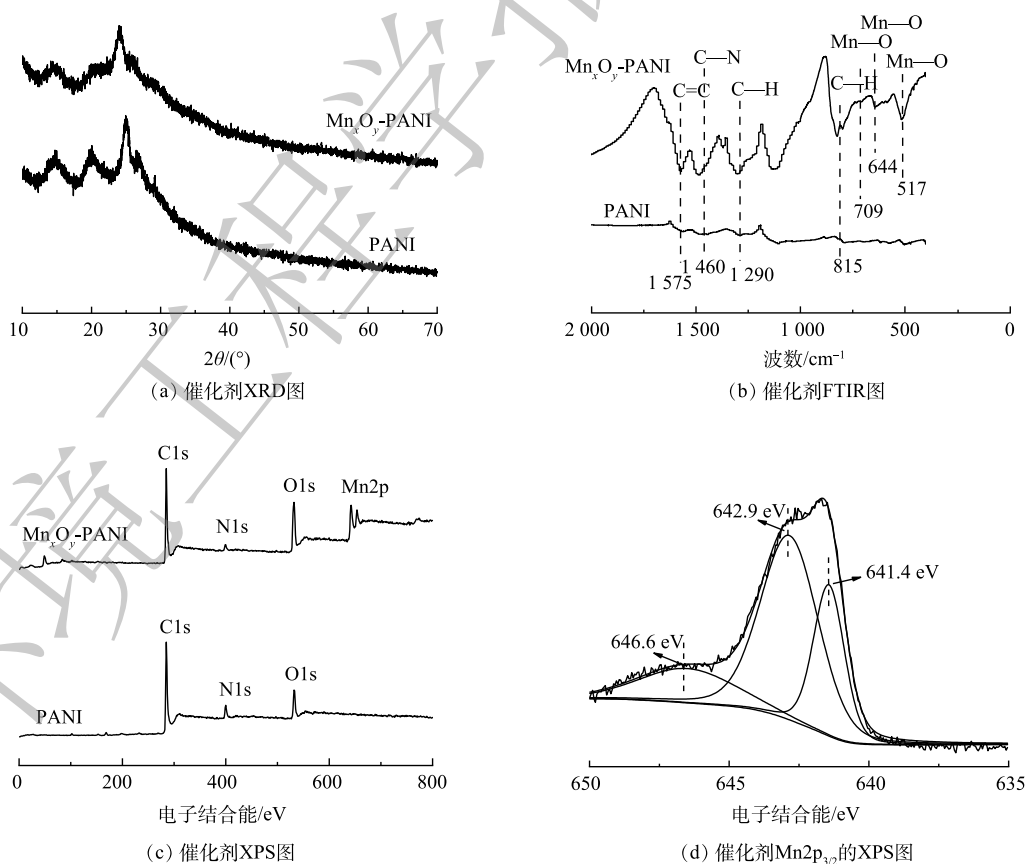 MnxOy-PANI
PANI
10 20 30 40 50 60 70
2θ/(°)
(a) 催化剂XRD图
Mn—O
Mn—O
C—N
Mn—O
MnxOy-PANI
C=C
C—H
C—H
644
517
709
PANI
1 460
815
1 575
1 290
2 000 1 500 1 000 500 0
波数/cm⁻¹
(b) 催化剂FTIR图
C1s
O1s
Mn2p
N1s
MnxOy-PANI
C1s
O1s
N1s
PANI
0 200 400 600 800
电子结合能/eV
(c) 催化剂XPS图
642.9 eV
641.4 eV
646.6 eV
650 645 640 635
电子结合能/eV
(d) 催化剂Mn2p3/2的XPS图
境工程学